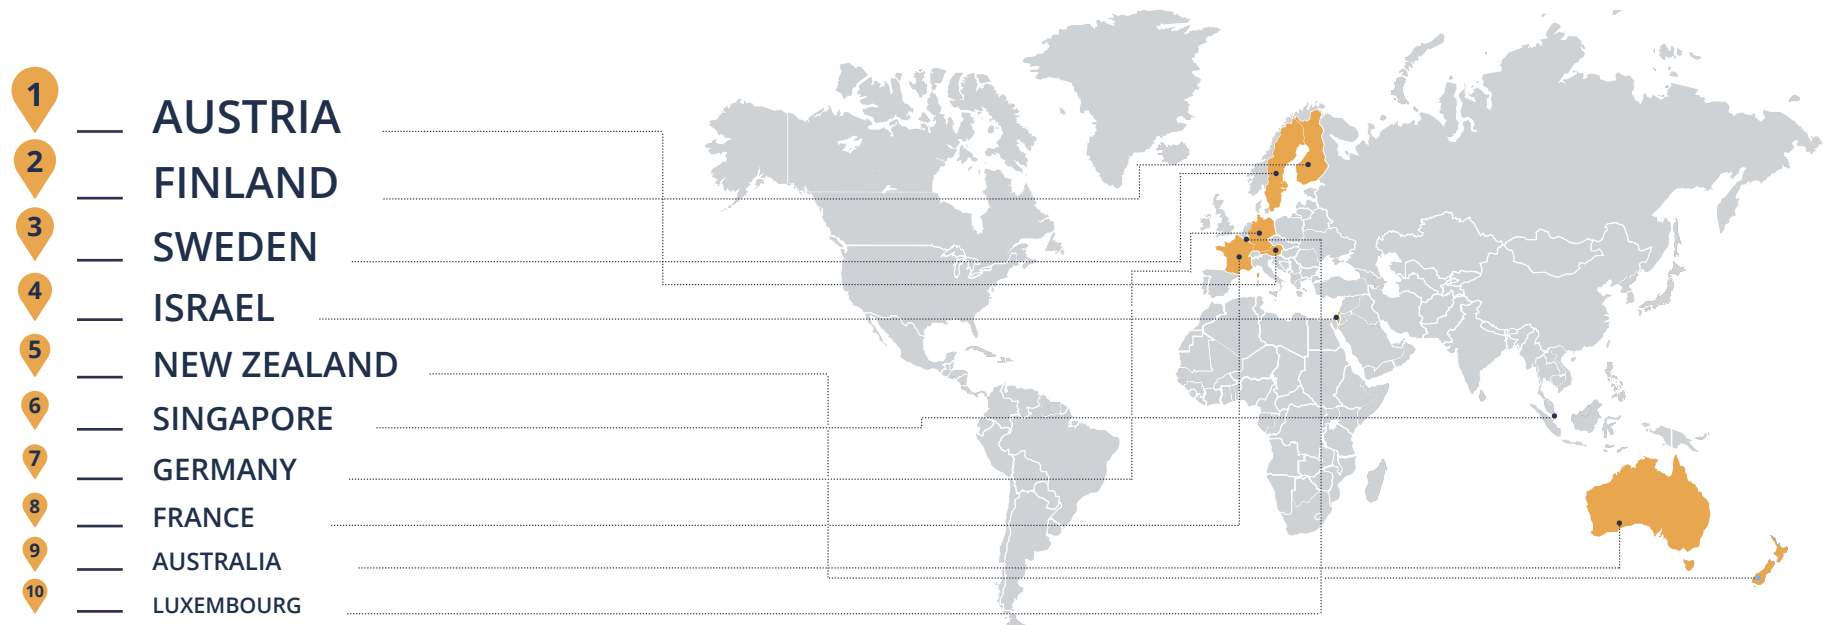 1 AUSTRIA
2 FINLAND
3 SWEDEN
4 ISRAEL
5 NEW ZEALAND
6 SINGAPORE
7 GERMANY
8 FRANCE
9 AUSTRALIA
10 LUXEMBOURG